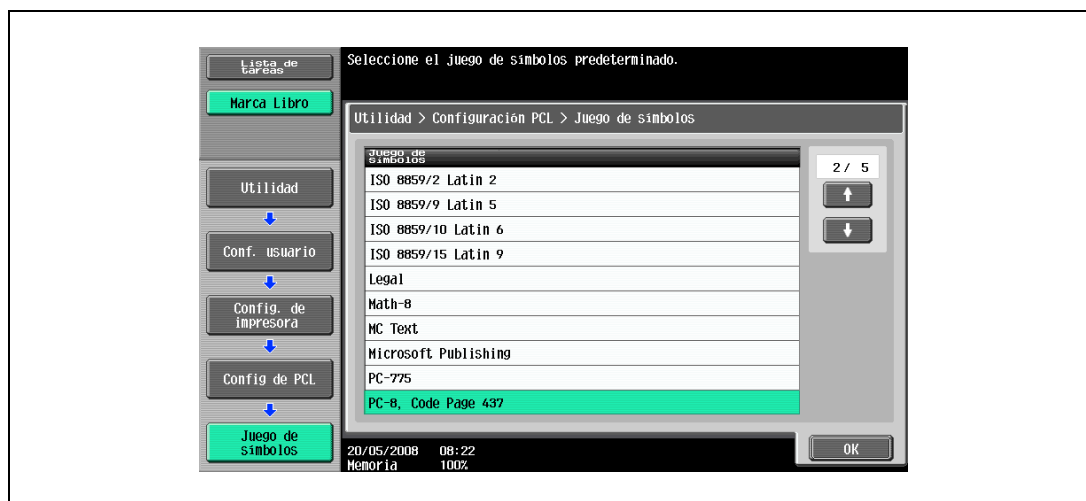 Lista de
tareas
Marca Libro
Utilidad
Conf. usuario
Config. de
impresora
Config de PCL
Juego de
símbolos
Seleccione el juego de símbolos predeterminado.
Utilidad > Configuración PCL > Juego de símbolos
Juego de
símbolos
ISO 8859/2 Latin 2
ISO 8859/9 Latin 5
ISO 8859/10 Latin 6
ISO 8859/15 Latin 9
Legal
Math-8
MC Text
Microsoft Publishing
PC-775
PC-8, Code Page 437
2/ 5
20/05/2008 08:22
Memoria 100%
OK